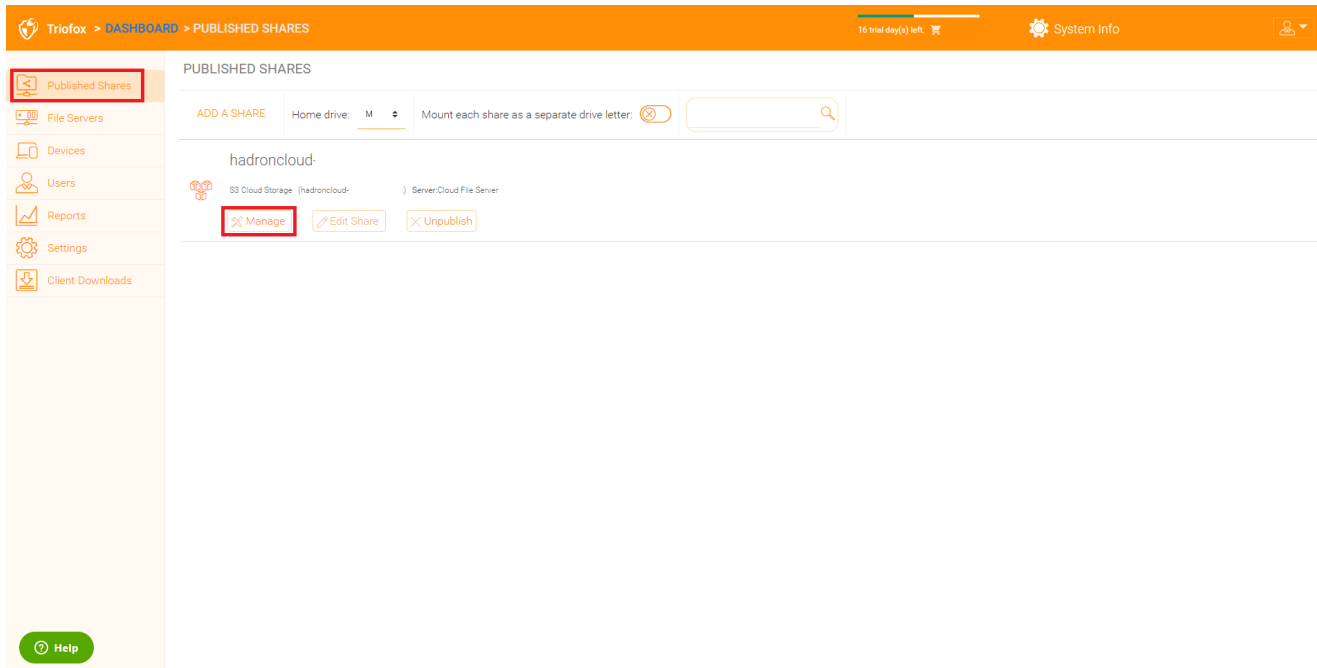 Triofox > DASHBOARD > PUBLISHED SHARES
16 trial day(s) left.
System Info
Published Shares
File Servers
Devices
Users
Reports
Settings
Client Downloads
PUBLISHED SHARES
ADD A SHARE Home drive: M Mount each share as a separate drive letter:
hadroncloud-
S3 Cloud Storage (hadroncloud- ) Server:Cloud File Server
Manage Edit Share Unpublish
Help